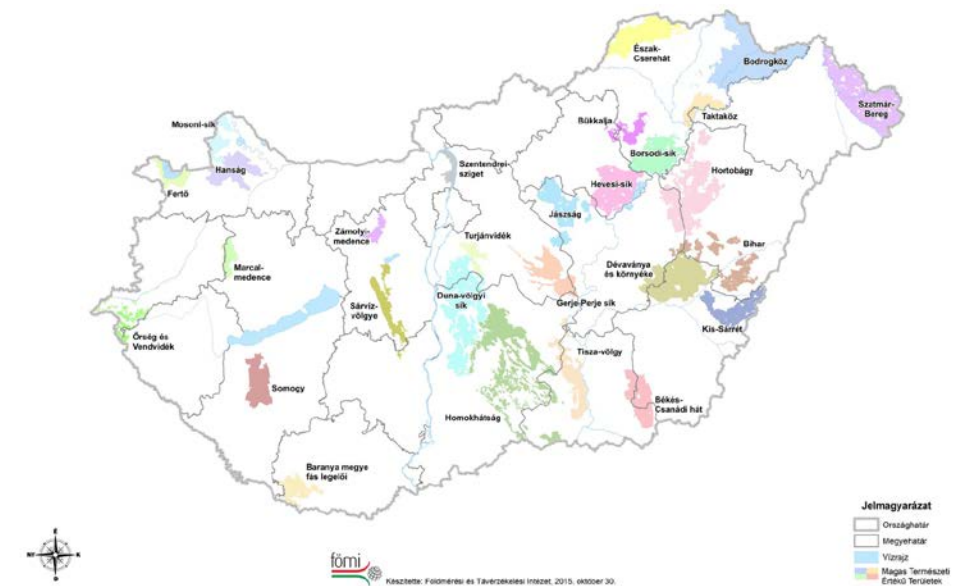 Észak-
Cserehát
Bodrogköz
Szatmár-
Bereg
Taktaköz
Bükkalja
Borsodi-sík
Mosoni-sík
Hanság
Fertő
Szentendrei-
sziget
Hevesi-sík
Hortobágy
Jászság
Zámolyi-
medence
Turjánvidék
Bihar
Marcal-
medence
Dévaványa
és környéke
Sárvíz-
völgye
Duna-völgyi
sík
Gerje-Perje sík
Kis-Sárrét
Őrség és
Vendvidék
Tisza-völgy
Somogy
Békés-
Csanádi hát
Homokhátság
Baranya megye
fás legelői
Jelmagyarázat
Országhatár
Megyehatár
Vízrajz
Magas Természeti
Értékű Területek
É
NY
K
D
fömi
Készítette: Földmérési és Távérzékelési Intézet, 2015. október 30.